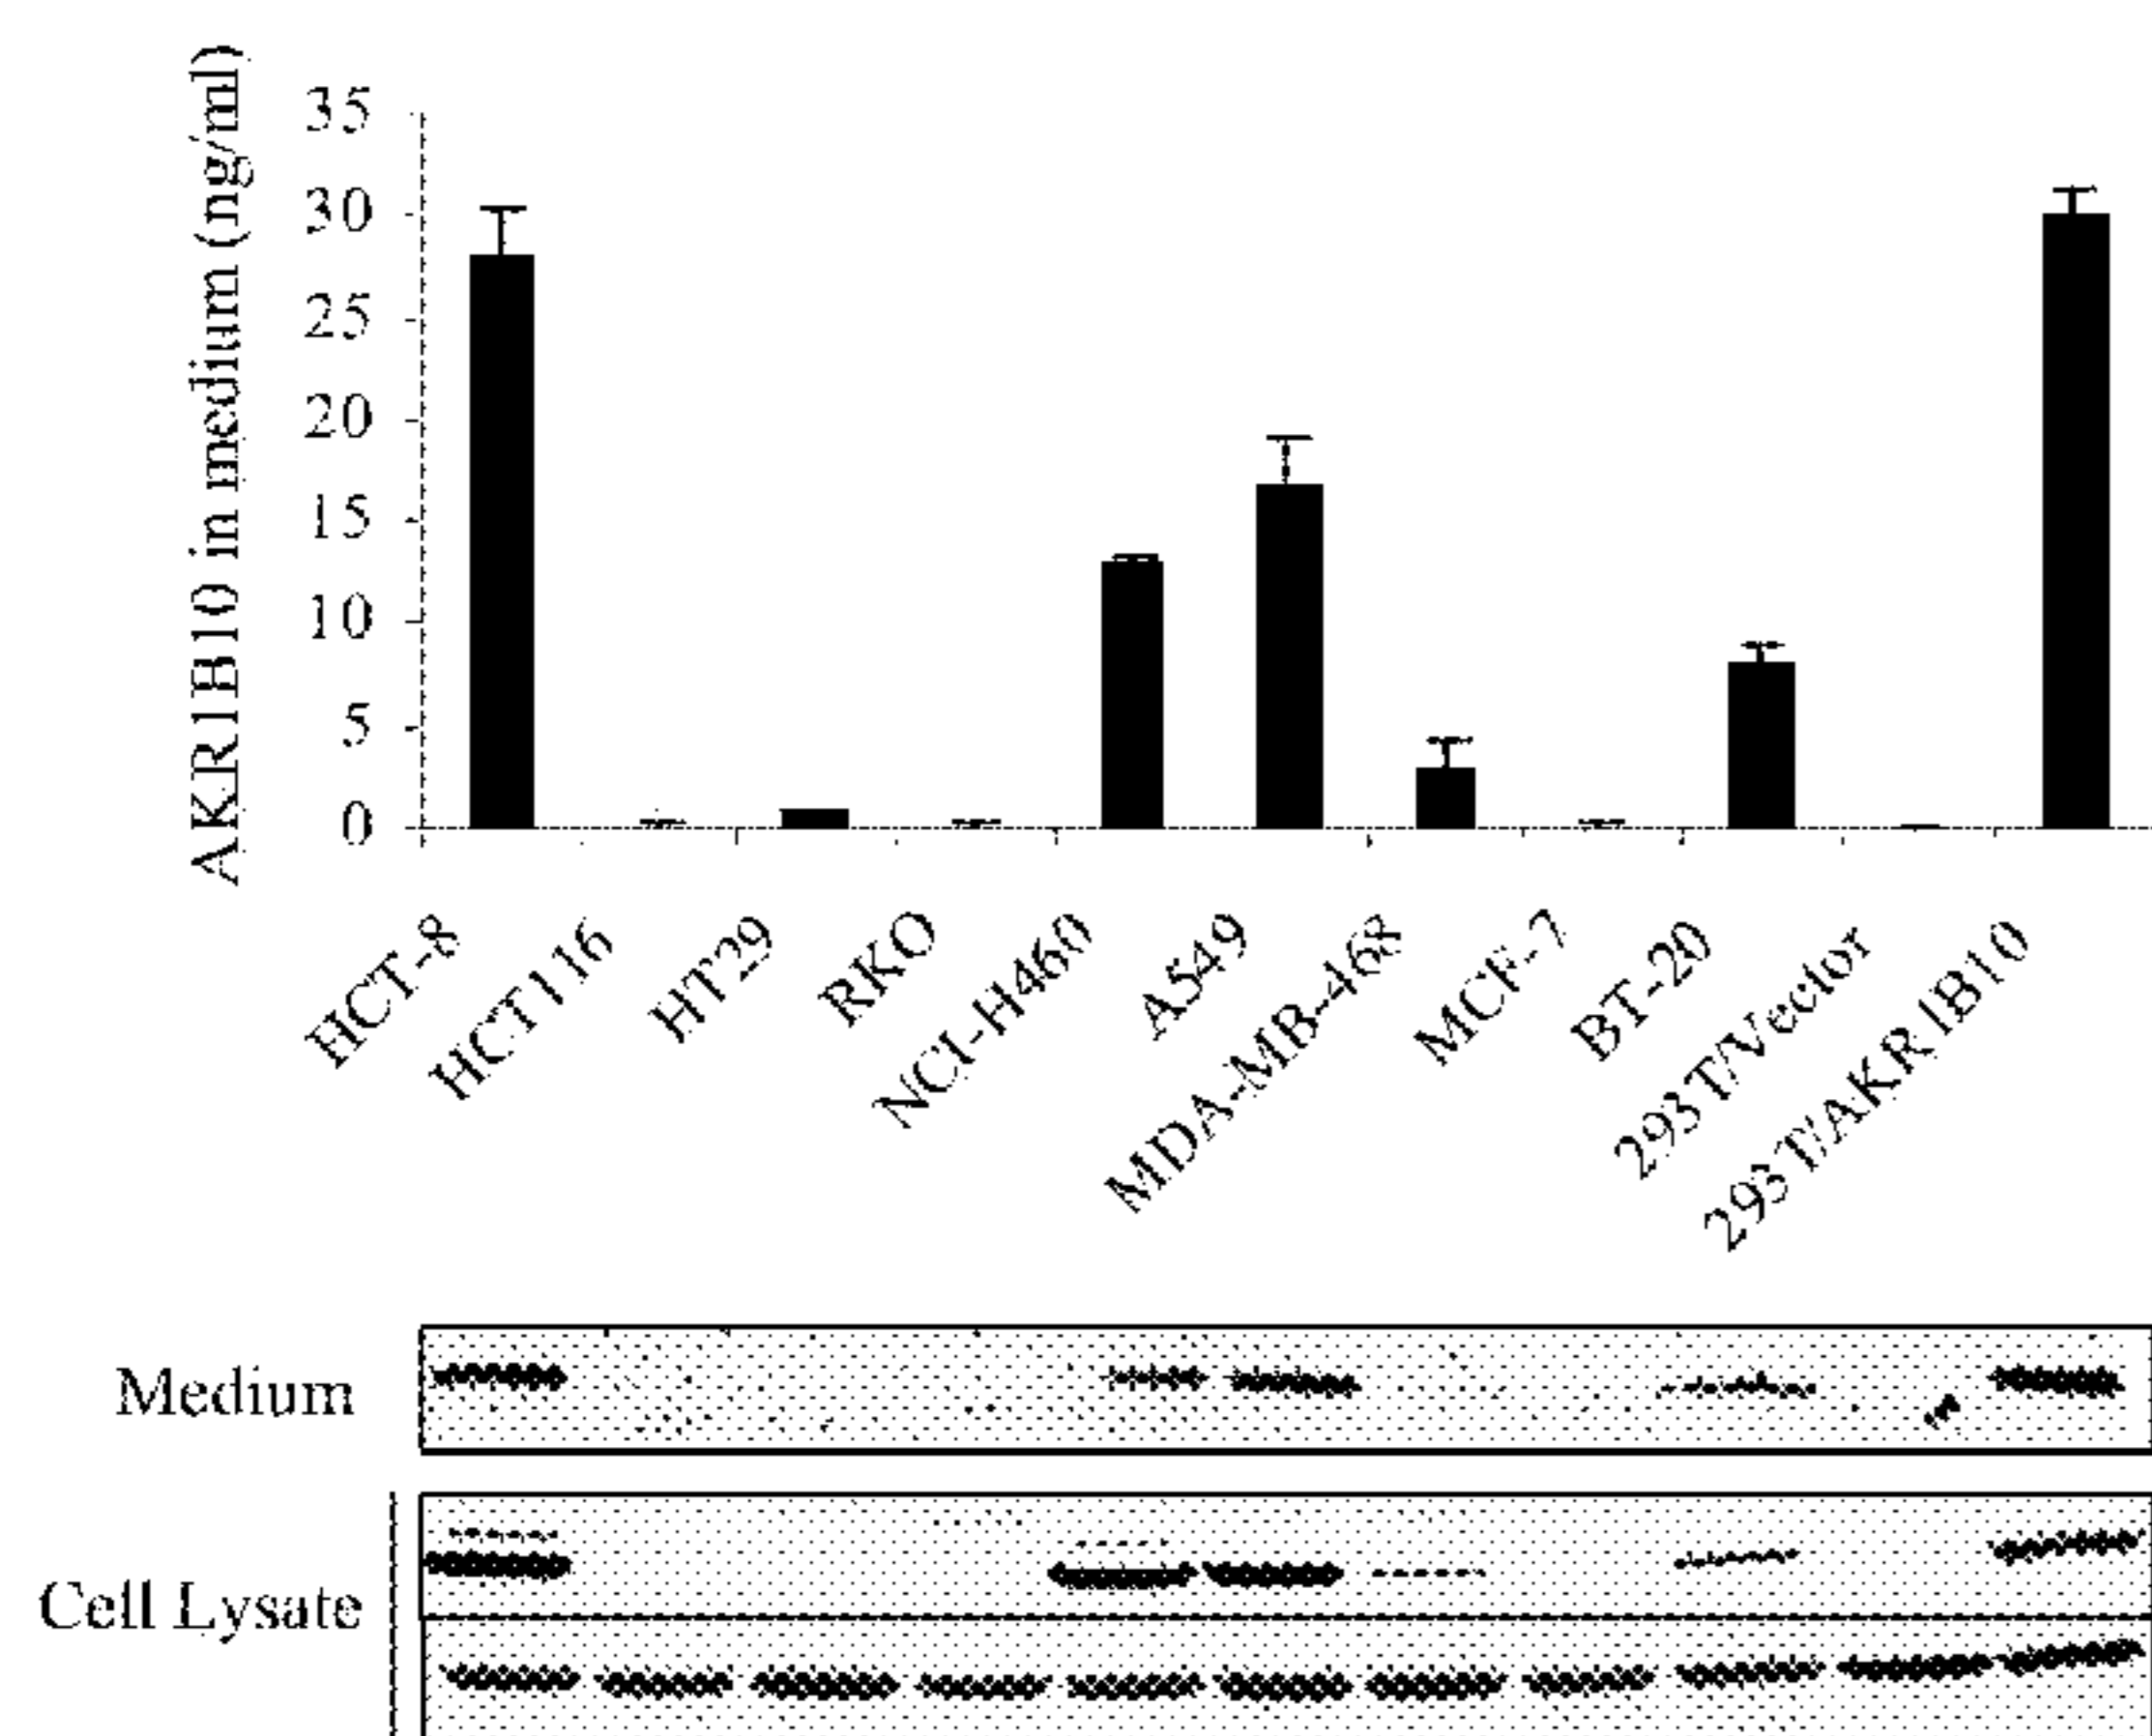 AKR1B10 in medium (ng/ml)
35
30
25
20
15
10
5
0
HCT-8
HCT116
HT29
RKO
NCI-H460
A549
MDA-MB-468
MCF-7
BT-20
293T/Vector
293T/AKR1B10
Medium
Cell Lysate